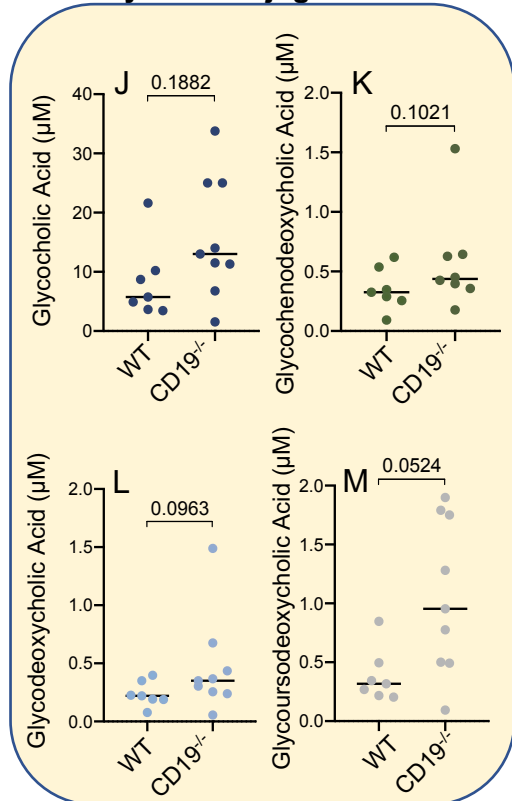 J
0.1882
Glycocholic Acid (µM)
40
30
20
10
0
WT
CD19-/-
K
0.1021
Glycochenodeoxycholic Acid (µM)
2.0
1.5
1.0
0.5
0.0
WT
CD19-/-
L
0.0963
Glycodeoxycholic Acid (µM)
2.0
1.5
1.0
0.5
0.0
WT
CD19-/-
M
0.0524
Glycoursodeoxycholic Acid (µM)
2.0
1.5
1.0
0.5
0.0
WT
CD19-/-